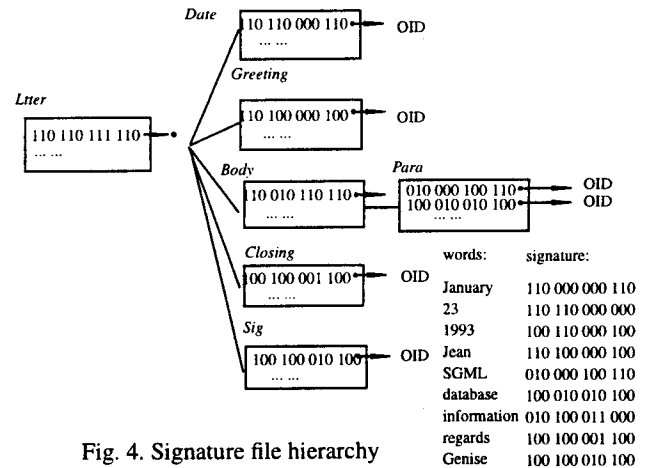 Date
110 110 000 110 OID
... ...
Greeting
110 100 000 100 OID
... ...
Ltter
110 110 111 110
... ...
Body
110 010 110 110
... ...
Para
010 000 100 110 OID
100 010 010 100 OID
... ...
Closing
100 100 001 100 OID
... ...
Sig
100 100 010 100 OID
... ...
words: signature:
January 110 000 000 110
23 110 110 000 000
1993 100 110 000 100
Jean 110 100 000 100
SGML 010 000 100 110
database 100 010 010 100
information 010 100 011 000
regards 100 100 001 100
Genise 100 100 010 100
Fig. 4. Signature file hierarchy